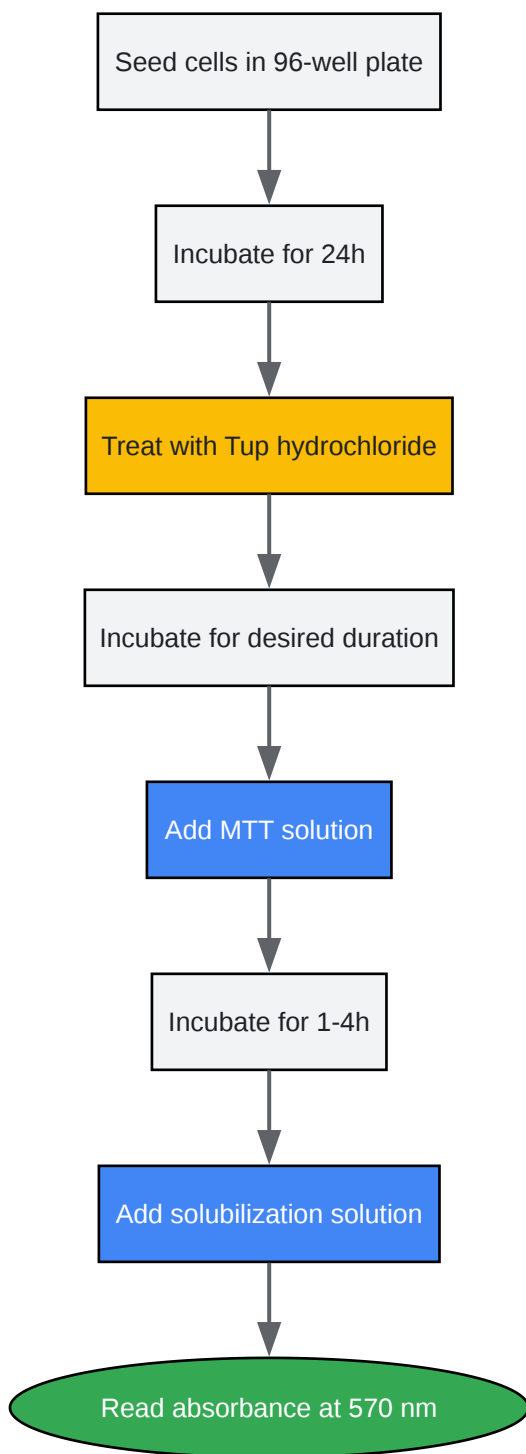 Seed cells in 96-well plate
Incubate for 24h
Treat with Tup hydrochloride
Incubate for desired duration
Add MTT solution
Incubate for 1-4h
Add solubilization solution
Read absorbance at 570 nm